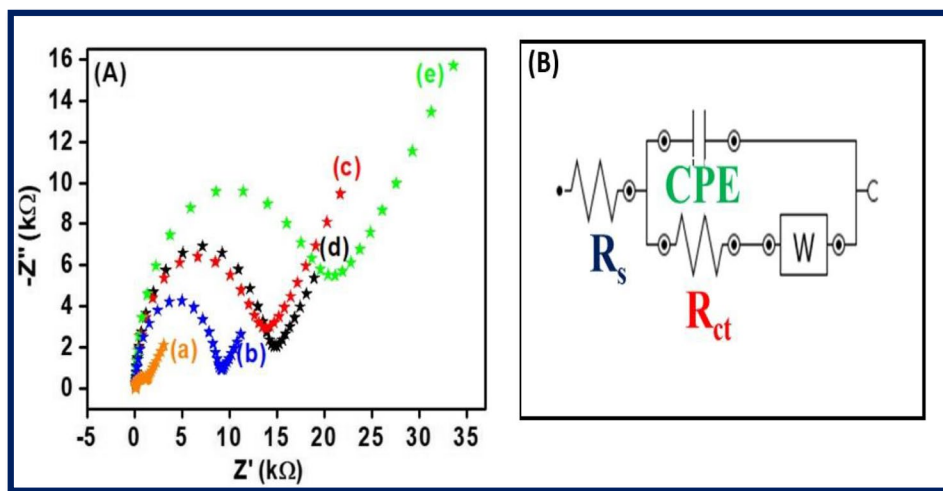 (A)
16
14
12
10
8
6
4
2
0
-Z" (kΩ)
(e)
(c)
(d)
(b)
(a)
-5 0 5 10 15 20 25 30 35
Z' (kΩ)
(B)
CPE
Rs
W
Rct